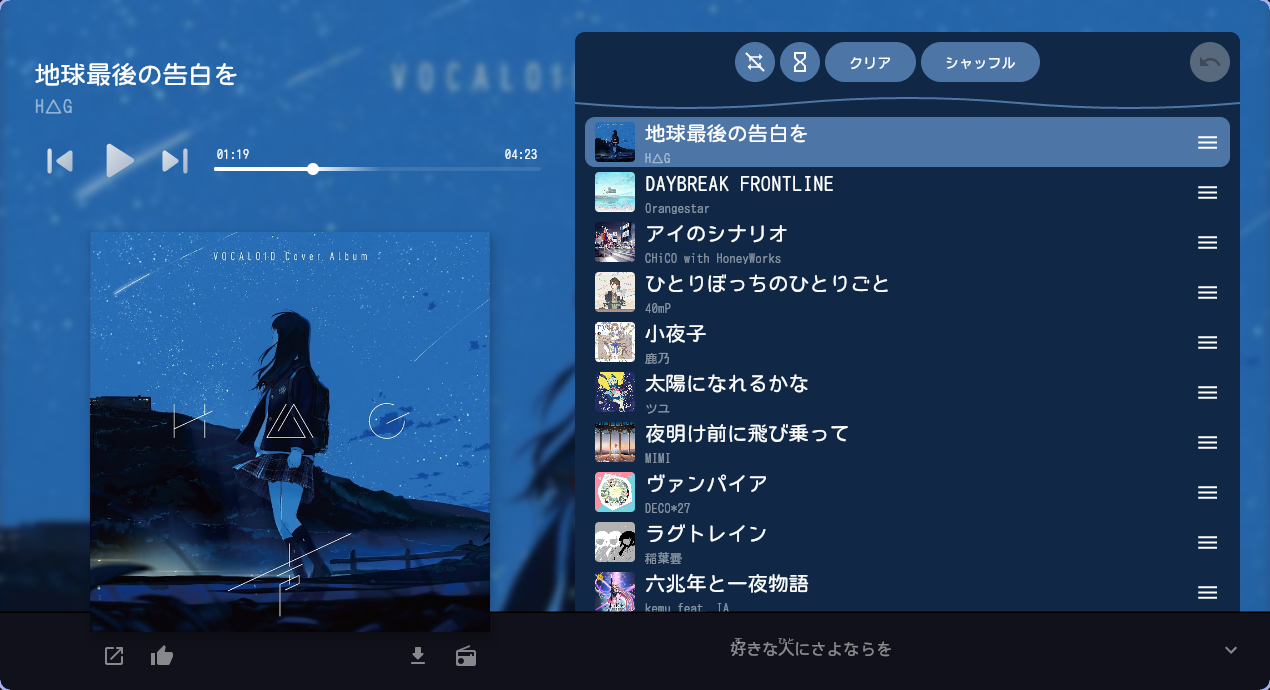 地球最後の告白を
H△G
01:19
04:23
VOCALOID
VOCALOID Cover Album
H △ G
クリア
シャッフル
地球最後の告白を
H△G
DAYBREAK FRONTLINE
Orangestar
アイのシナリオ
CHiCO with HoneyWorks
ひとりぼっちのひとりごと
40mP
小夜子
鹿乃
太陽になれるかな
ツユ
夜明け前に飛び乗って
MIMI
ヴァンパイア
DECO*27
ラグトレイン
稲葉曇
六兆年と一夜物語
kemu feat. IA
す ひと
好きな人にさよならを